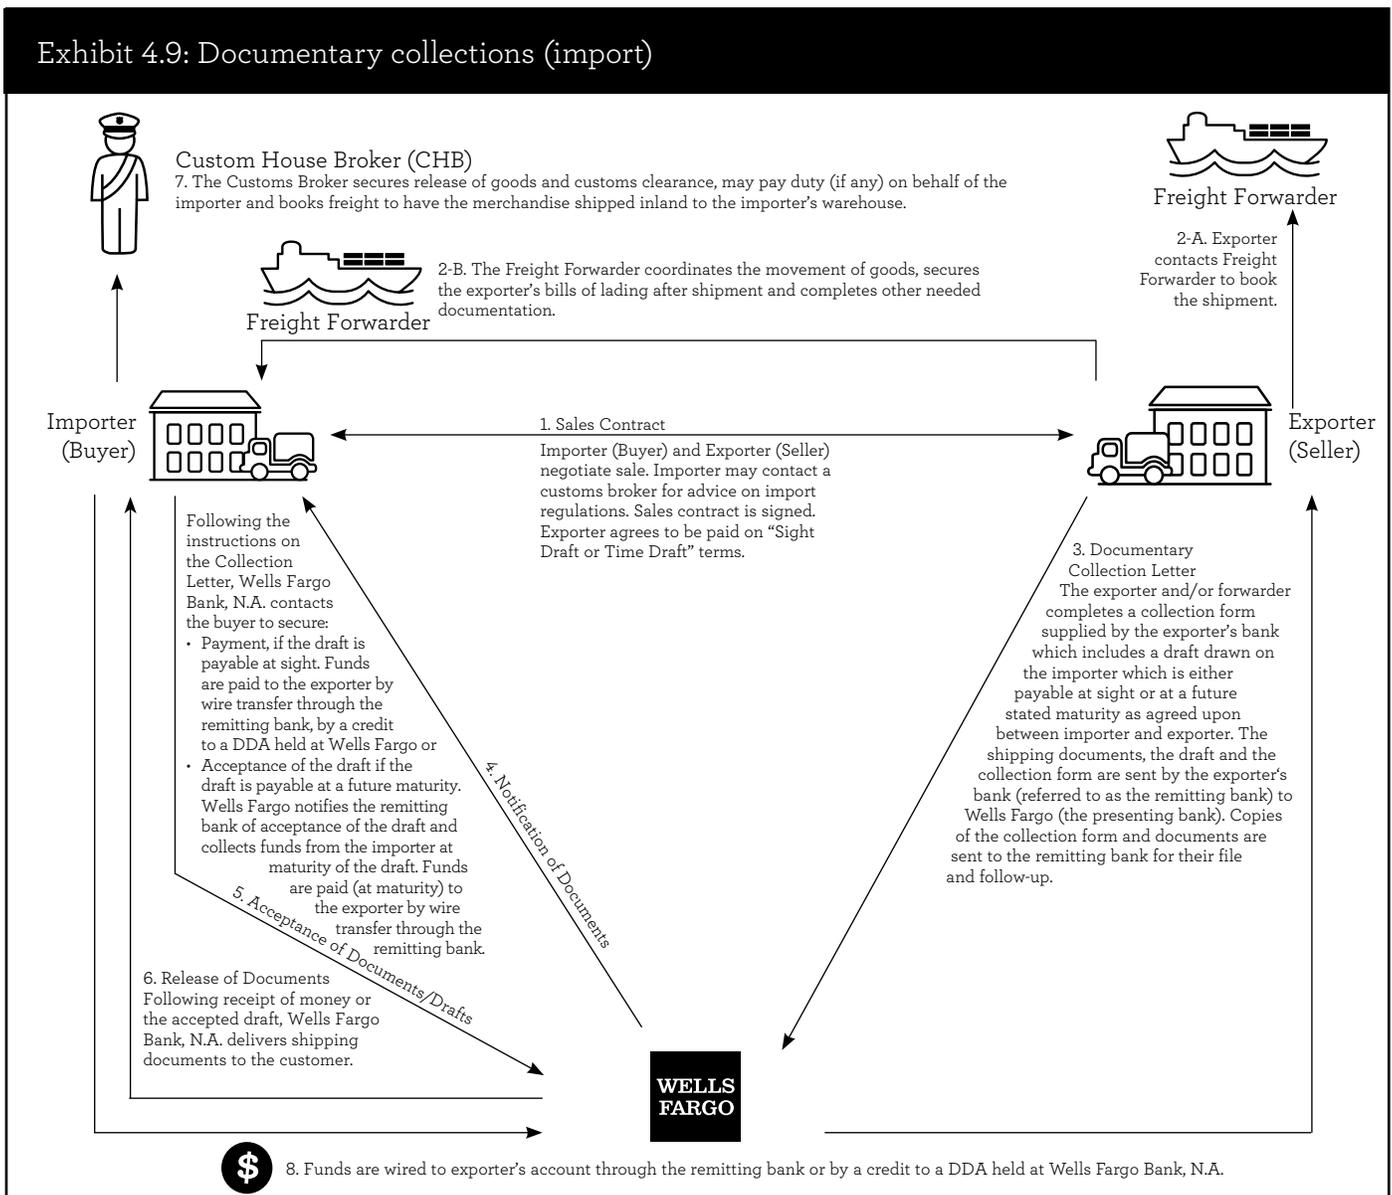 Exhibit 4.9: Documentary collections (import)
Custom House Broker (CHB)
7. The Customs Broker secures release of goods and customs clearance, may pay duty (if any) on behalf of the
importer and books freight to have the merchandise shipped inland to the importer's warehouse.
Freight Forwarder
2-A. Exporter
contacts Freight
Forwarder to book
the shipment.
2-B. The Freight Forwarder coordinates the movement of goods, secures
the exporter's bills of lading after shipment and completes other needed
documentation.
Freight Forwarder
Importer
(Buyer)
Exporter
(Seller)
1. Sales Contract
Importer (Buyer) and Exporter (Seller)
negotiate sale. Importer may contact a
customs broker for advice on import
regulations. Sales contract is signed.
Exporter agrees to be paid on “Sight
Draft or Time Draft” terms.
Following the
instructions on
the Collection
Letter, Wells Fargo
Bank, N.A. contacts
the buyer to secure:
• Payment, if the draft is
payable at sight. Funds
are paid to the exporter by
wire transfer through the
remitting bank, by a credit
to a DDA held at Wells Fargo or
• Acceptance of the draft if the
draft is payable at a future maturity.
Wells Fargo notifies the remitting
bank of acceptance of the draft and
collects funds from the importer at
maturity of the draft. Funds
are paid (at maturity) to
the exporter by wire
transfer through the
remitting bank.
3. Documentary
Collection Letter
The exporter and/or forwarder
completes a collection form
supplied by the exporter's bank
which includes a draft drawn on
the importer which is either
payable at sight or at a future
stated maturity as agreed upon
between importer and exporter. The
shipping documents, the draft and the
collection form are sent by the exporter‘s
bank (referred to as the remitting bank) to
Wells Fargo (the presenting bank). Copies
of the collection form and documents are
sent to the remitting bank for their file
and follow-up.
4. Notification of Documents
5. Acceptance of Documents/Drafts
6. Release of Documents
Following receipt of money or
the accepted draft, Wells Fargo
Bank, N.A. delivers shipping
documents to the customer.
WELLS
FARGO
$
8. Funds are wired to exporter's account through the remitting bank or by a credit to a DDA held at Wells Fargo Bank, N.A.